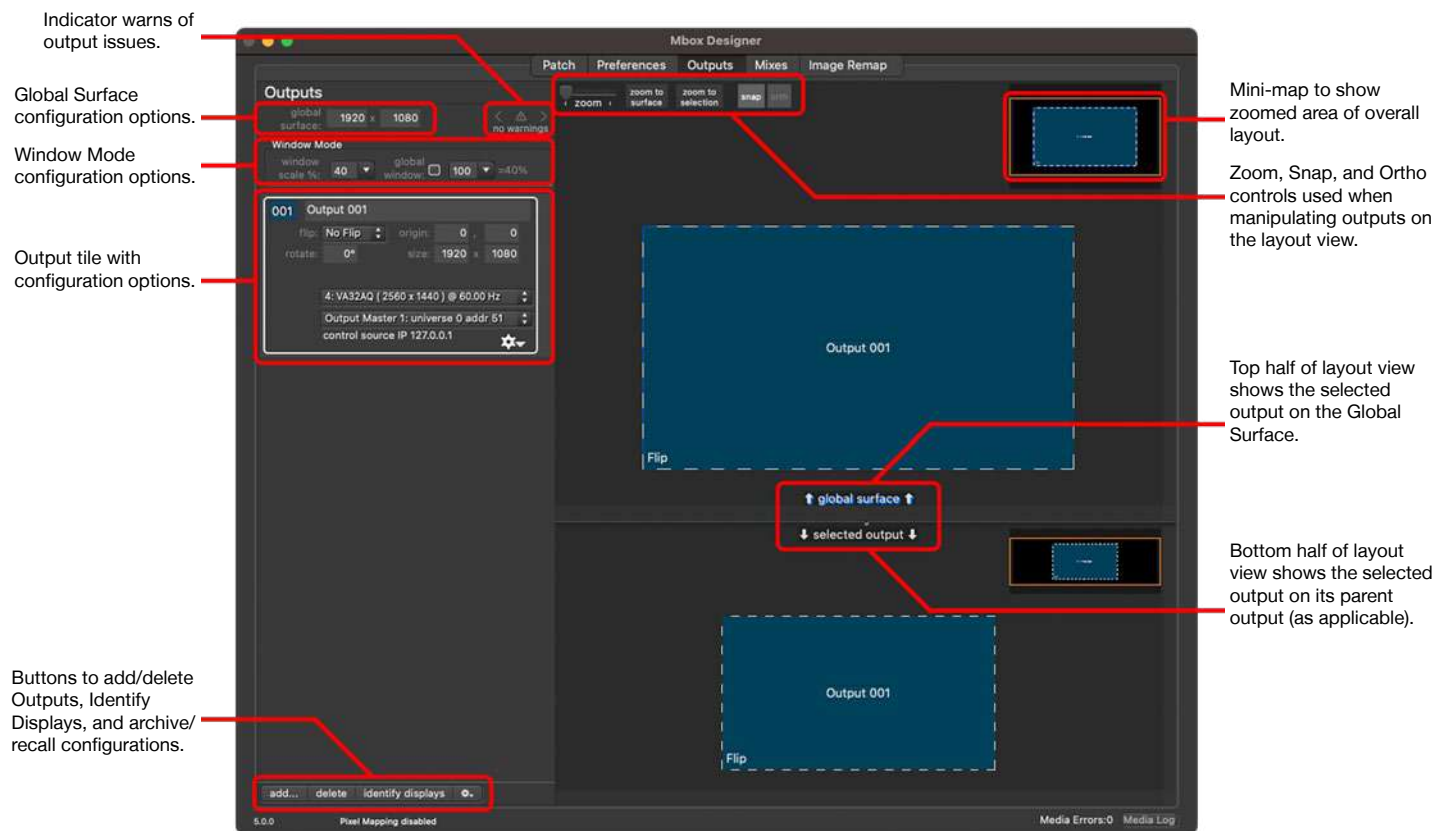 Indicator warns of
output issues.
Global Surface
configuration options.
Window Mode
configuration options.
Output tile with
configuration options.
Buttons to add/delete
Outputs, Identify
Displays, and archive/
recall configurations.
Mbox Designer
Patch Preferences Outputs Mixes Image Remap
Outputs
global
surface: 1920 x 1080
no warnings
Window Mode
window
scale %: 40
global
window: 100 =40%
001 Output 001
flip: No Flip origin: 0 , 0
rotate: 0° size: 1920 x 1080
4: VA32AQ ( 2560 x 1440 ) @ 60.00 Hz
Output Master 1: universe 0 addr 51
control source IP 127.0.0.1
‹ zoom ›
zoom to
surface
zoom to
selection
snap
Output 001
Flip
⬆ global surface ⬆
⬇ selected output ⬇
Output 001
Flip
add... delete identify displays
5.0.0 Pixel Mapping disabled
Media Errors:0 Media Log
Mini-map to show
zoomed area of overall
layout.
Zoom, Snap, and Ortho
controls used when
manipulating outputs on
the layout view.
Top half of layout view
shows the selected
output on the Global
Surface.
Bottom half of layout
view shows the selected
output on its parent
output (as applicable).